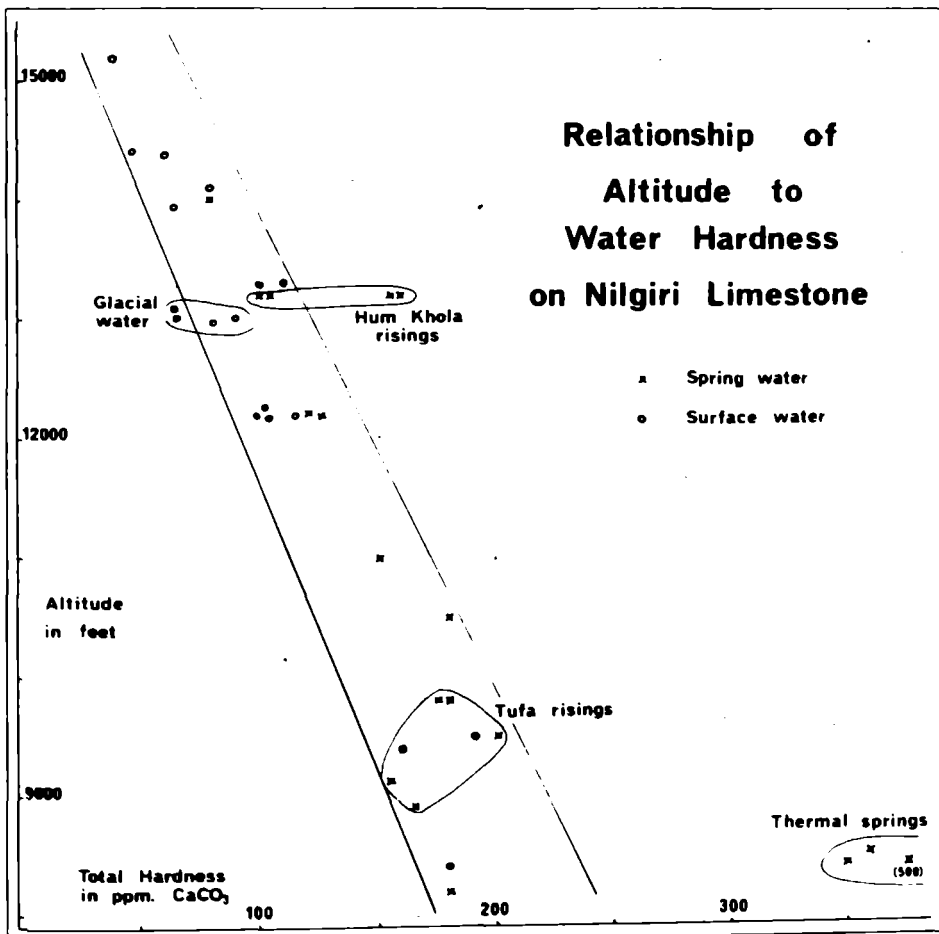 15000
Relationship of
Altitude to
Water Hardness
on Nilgiri Limestone
Glacial
water
Hum Khola
risings
× Spring water
o Surface water
12000
Altitude
in feet
Tufa risings
9000
Thermal springs
(500)
Total Hardness
in ppm. CaCO₃
100
200
300